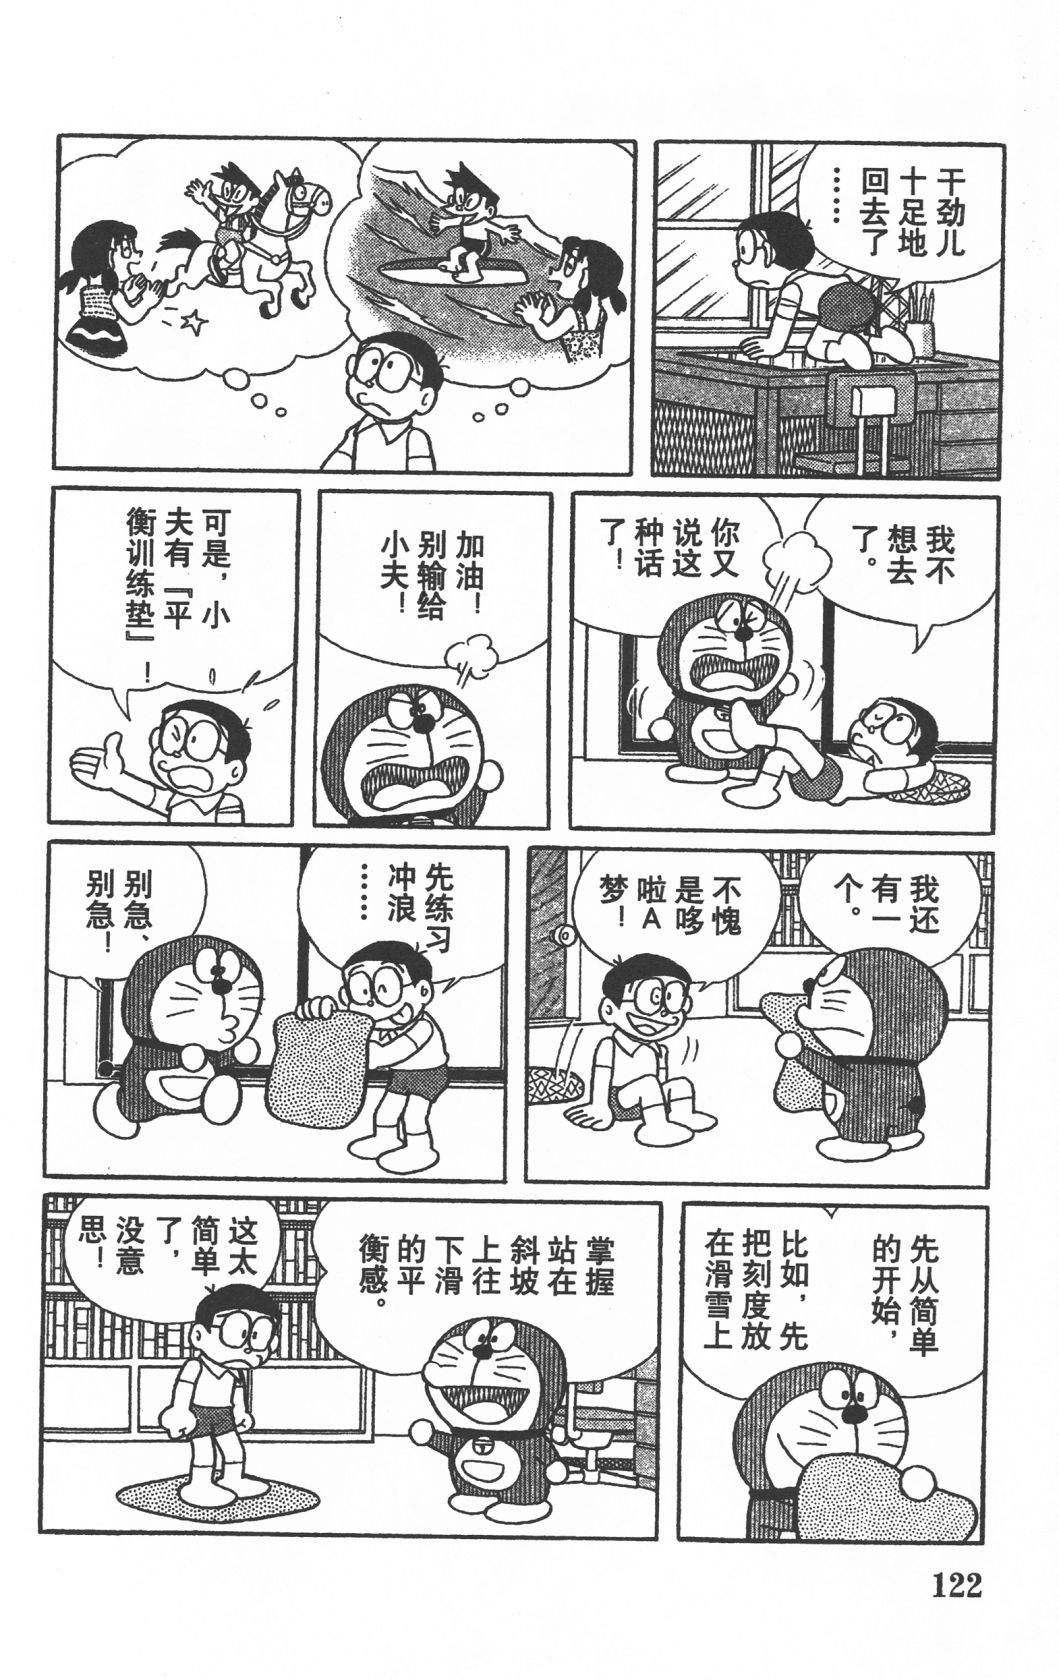 干劲儿
十足地
回去了
……
我不
想去
了。
你又
说这
种话
了！
加油！
别输给
小夫！
可是，小
夫有『平
衡训练垫』
！
我还
有一
个。
不愧
是哆
啦A
梦！
先练习
冲浪
……
别急、
别急！
先从简单
的开始，
比如，先
把刻度放
在滑雪上
掌握
站在
斜坡
上往
下滑
的平
衡感。
这太
简单
了，
没意
思！
122